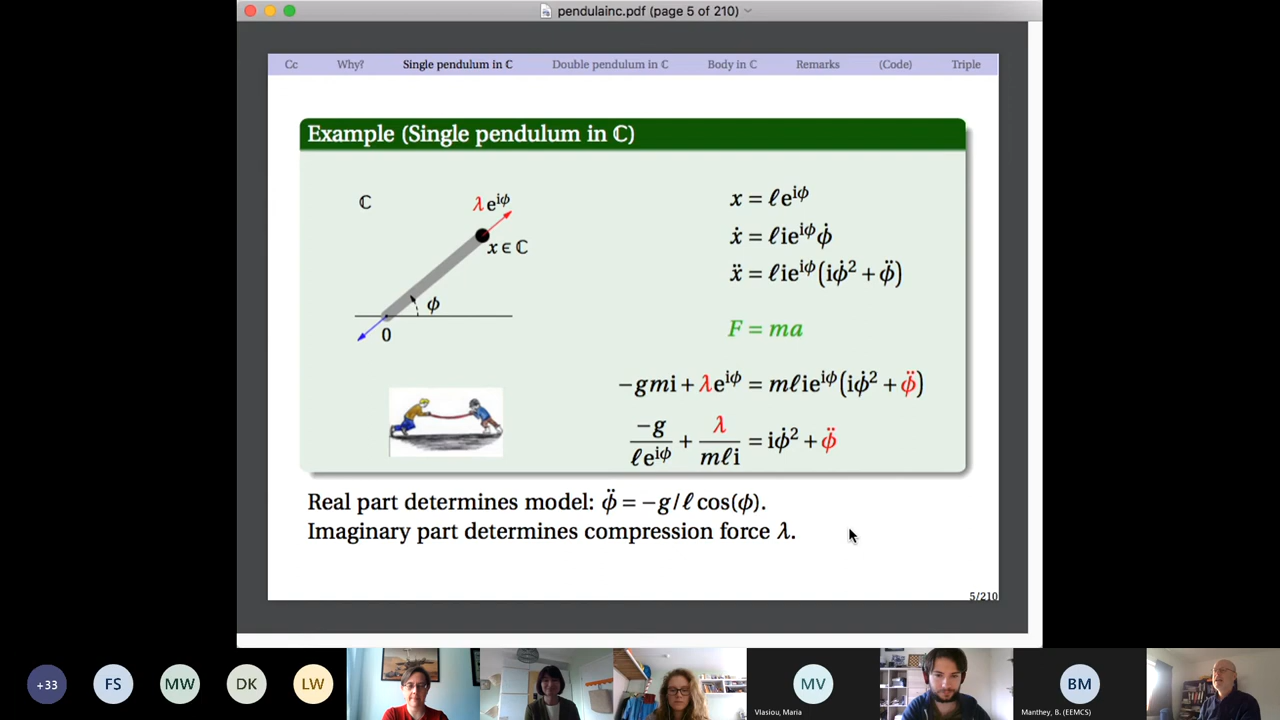 pendulainc.pdf (page 5 of 210)
Cc Why? Single pendulum in ℂ Double pendulum in ℂ Body in ℂ Remarks (Code) Triple
Example (Single pendulum in ℂ)
ℂ
λe^{iϕ}
x ∈ ℂ
ϕ
0
x = ℓe^{iϕ}
ẋ = ℓie^{iϕ}ϕ̇
ẍ = ℓie^{iϕ}(iϕ̇² + ϕ̈)
F = ma
−gmi + λe^{iϕ} = mℓie^{iϕ}(iϕ̇² + ϕ̈)
−g/ℓe^{iϕ} + λ/mℓi = iϕ̇² + ϕ̈
Real part determines model: ϕ̈ = −g/ℓ cos(ϕ).
Imaginary part determines compression force λ.
5/210
+33 FS MW DK LW MV BM
Vlasiou, Maria
Manthey, B. (EEMCS)